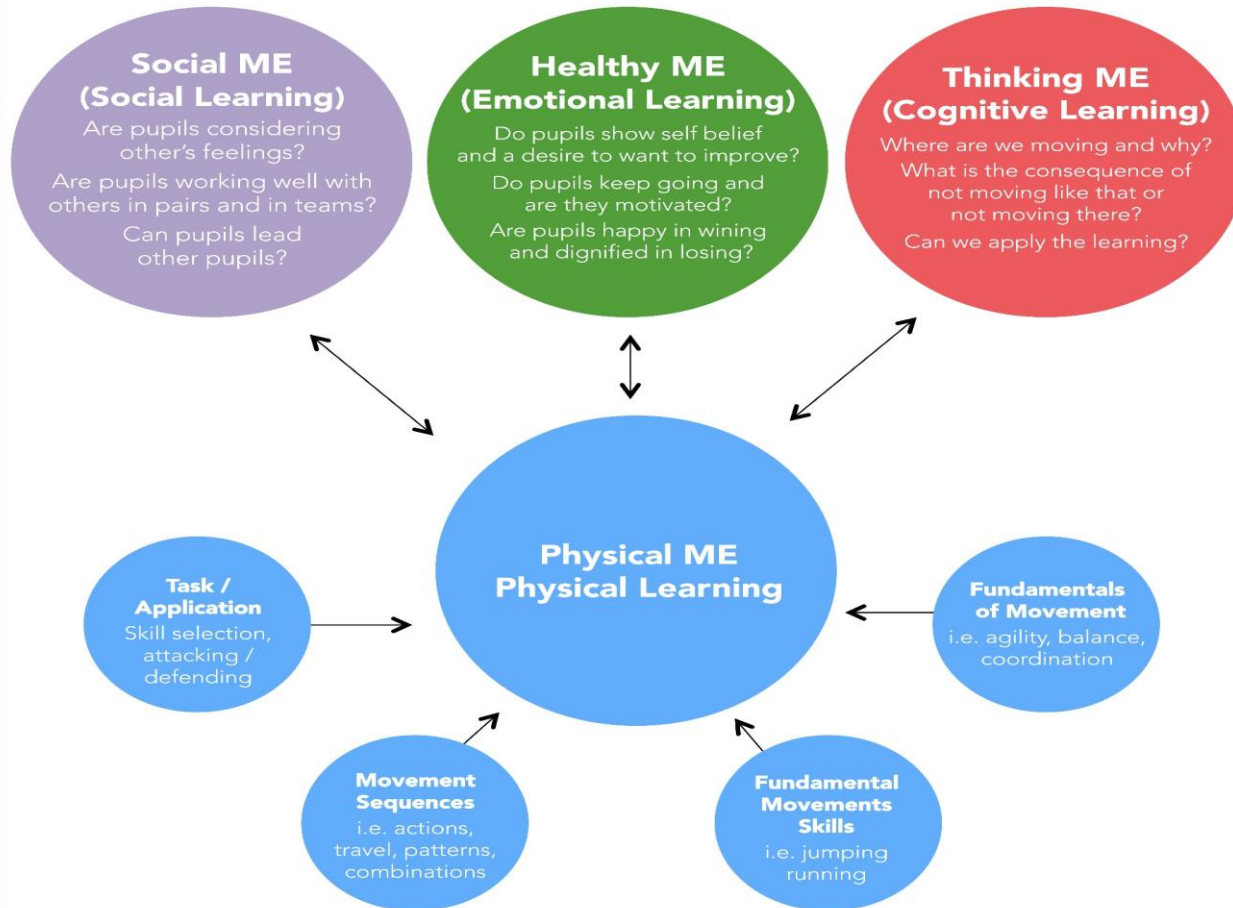 Social ME
(Social Learning)
Are pupils considering
other's feelings?
Are pupils working well with
others in pairs and in teams?
Can pupils lead
other pupils?
Healthy ME
(Emotional Learning)
Do pupils show self belief
and a desire to want to improve?
Do pupils keep going and
are they motivated?
Are pupils happy in wining
and dignified in losing?
Thinking ME
(Cognitive Learning)
Where are we moving and why?
What is the consequence of
not moving like that or
not moving there?
Can we apply the learning?
Physical ME
Physical Learning
Task /
Application
Skill selection,
attacking /
defending
Fundamentals
of Movement
i.e. agility, balance,
coordination
Movement
Sequences
i.e. actions,
travel, patterns,
combinations
Fundamental
Movements
Skills
i.e. jumping
running